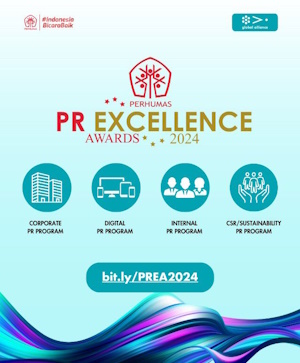 PERHUMAS
#Indonesia
BicaraBaik
global alliance
PERHUMAS
PR EXCELLENCE
AWARDS 2024
CORPORATE
PR PROGRAM
DIGITAL
PR PROGRAM
INTERNAL
PR PROGRAM
CSR/SUSTAINABILITY
PR PROGRAM
bit.ly/PREA2024